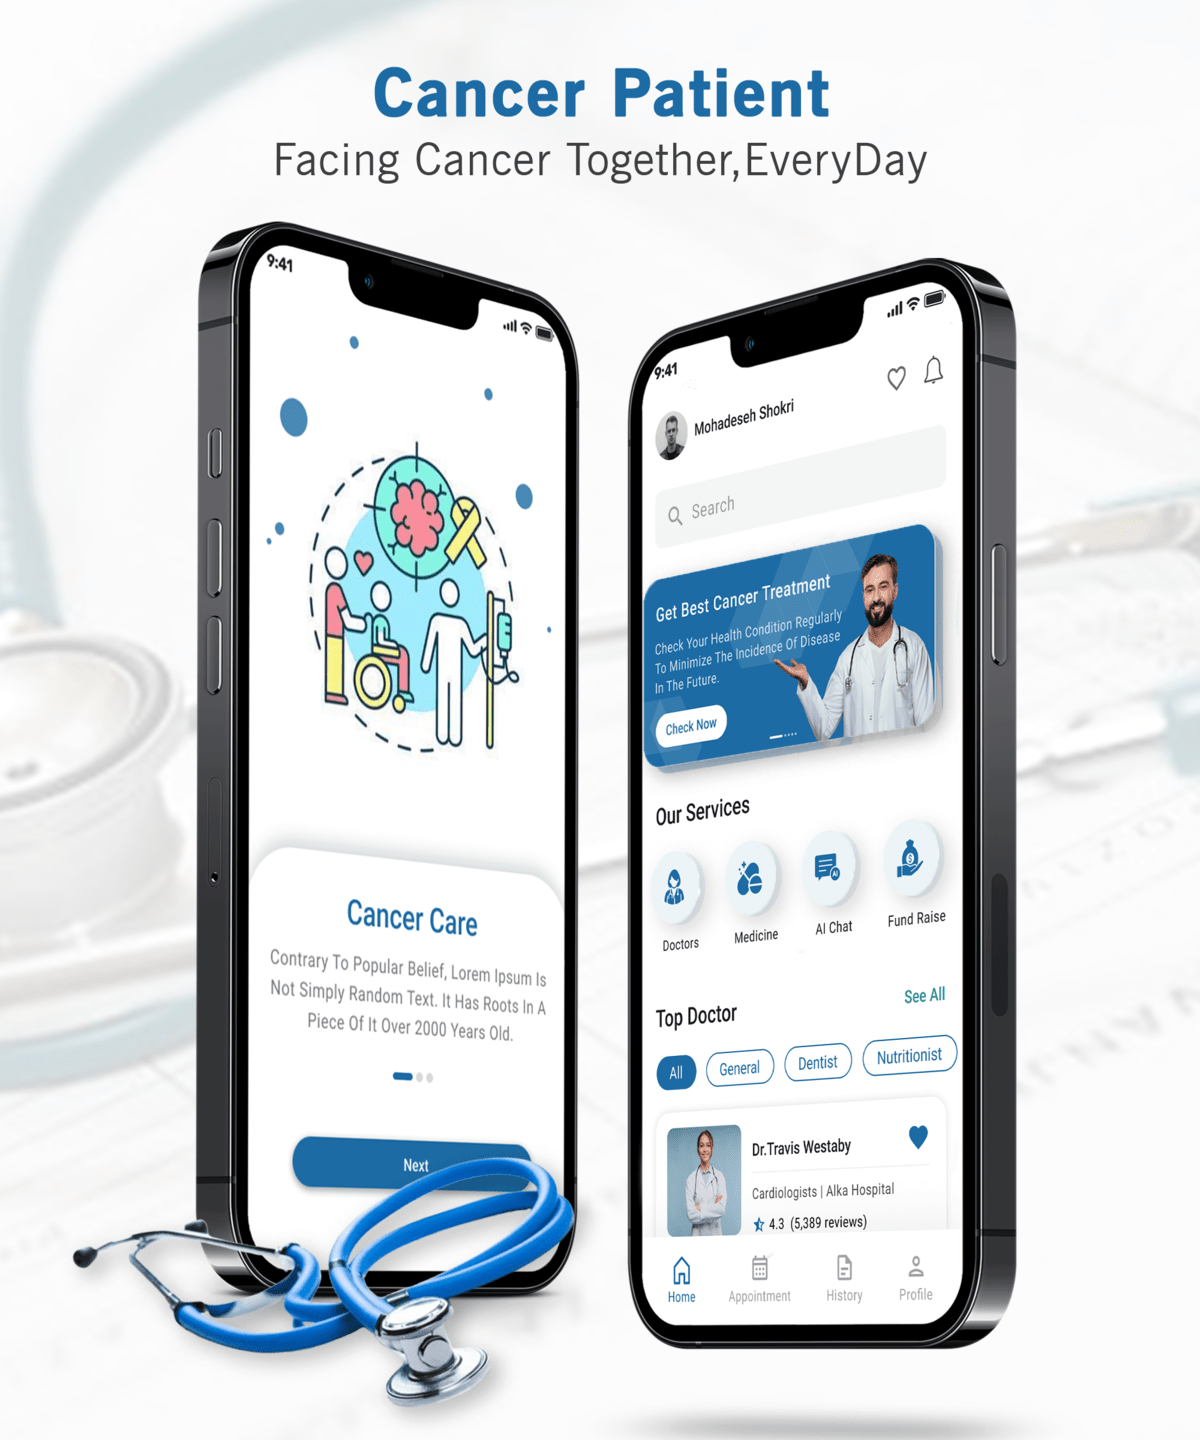 Cancer Patient
Facing Cancer Together,EveryDay
9:41
Cancer Care
Contrary To Popular Belief, Lorem Ipsum Is
Not Simply Random Text. It Has Roots In A
Piece Of It Over 2000 Years Old.
Next
9:41
Mohadeseh Shokri
Search
Get Best Cancer Treatment
Check Your Health Condition Regularly
To Minimize The Incidence Of Disease
In The Future.
Check Now
Our Services
AI
$
Doctors
Medicine
AI Chat
Fund Raise
Top Doctor
See All
All
General
Dentist
Nutritionist
Dr.Travis Westaby
Cardiologists | Alka Hospital
4.3 (5,389 reviews)
Home
Appointment
History
Profile